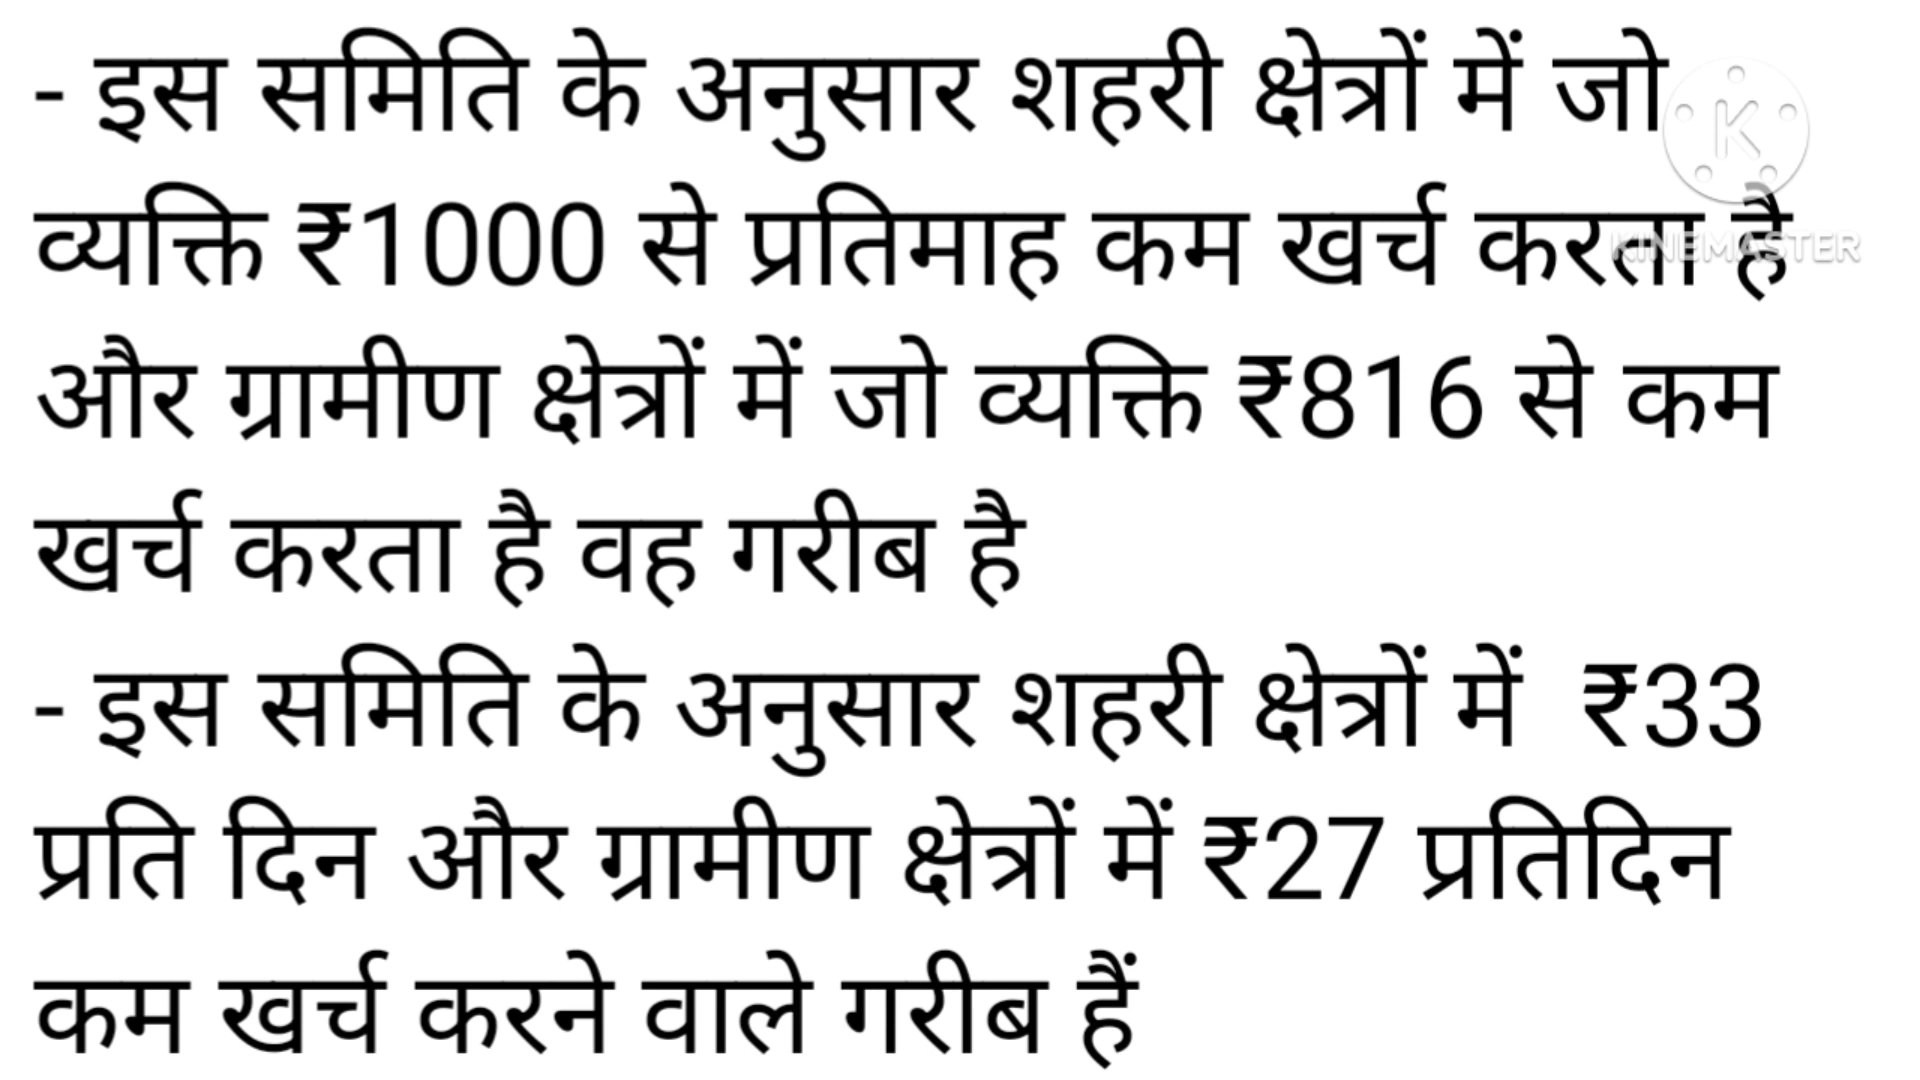 - इस समिति के अनुसार शहरी क्षेत्रों में जो
व्यक्ति ₹1000 से प्रतिमाह कम खर्च करता है
और ग्रामीण क्षेत्रों में जो व्यक्ति ₹816 से कम
खर्च करता है वह गरीब है
- इस समिति के अनुसार शहरी क्षेत्रों में ₹33
प्रति दिन और ग्रामीण क्षेत्रों में ₹27 प्रतिदिन
कम खर्च करने वाले गरीब हैं
K
KINEMASTER